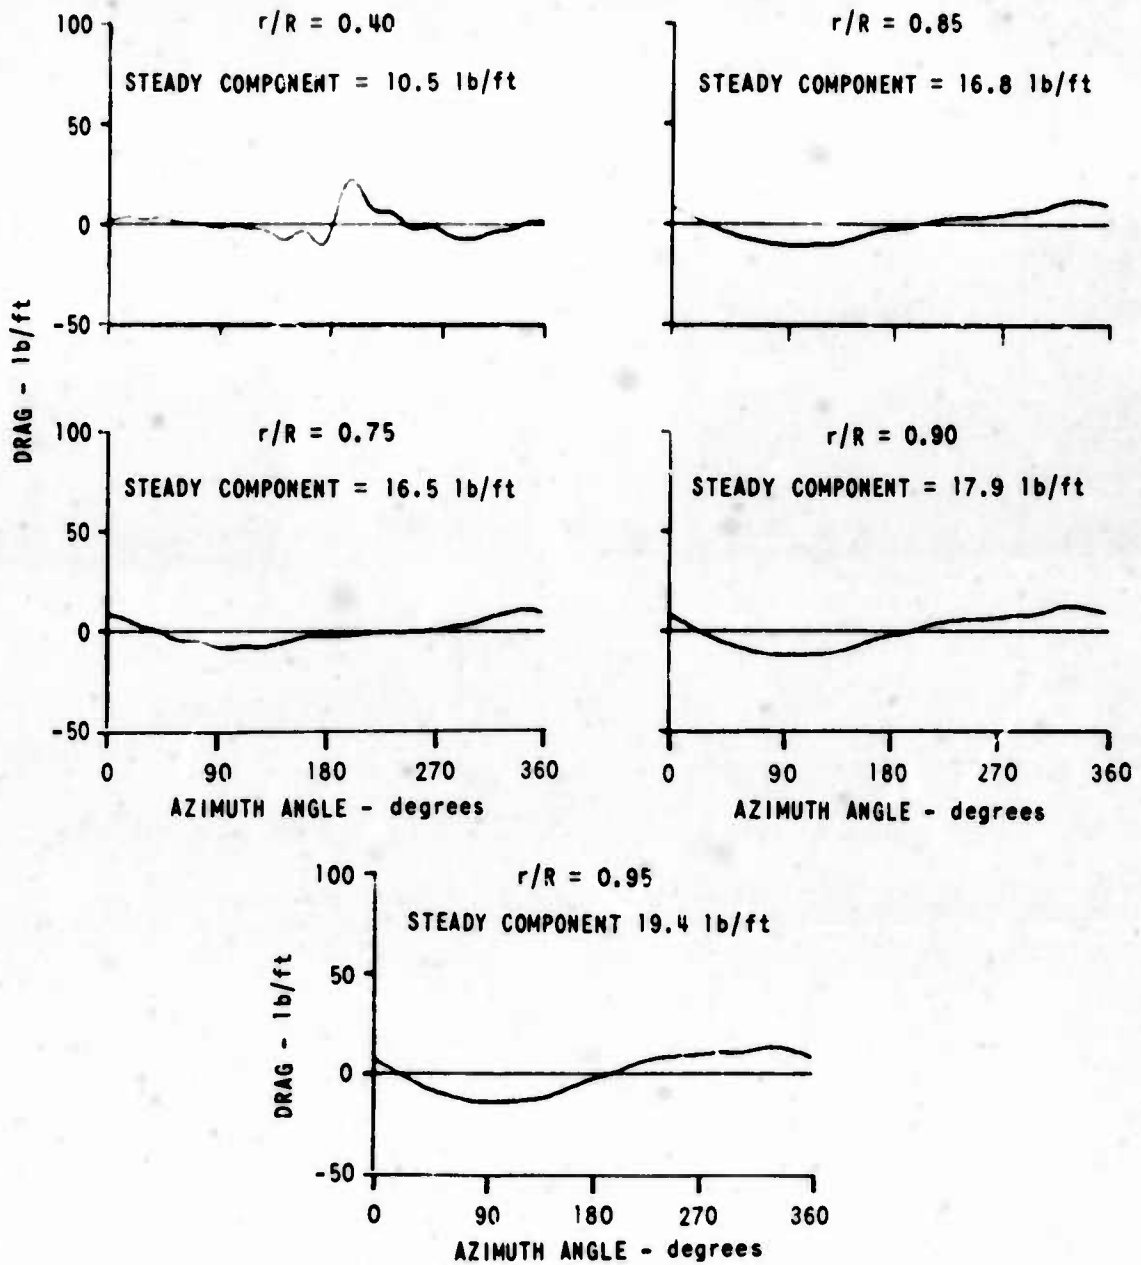 r/R = 0.40
STEADY COMPONENT = 10.5 lb/ft
100
50
0
-50
r/R = 0.85
STEADY COMPONENT = 16.8 lb/ft
DRAG - lb/ft
r/R = 0.75
STEADY COMPONENT = 16.5 lb/ft
100
50
0
-50
0 90 180 270 360
AZIMUTH ANGLE - degrees
r/R = 0.90
STEADY COMPONENT = 17.9 lb/ft
0 90 180 270 360
AZIMUTH ANGLE - degrees
r/R = 0.95
STEADY COMPONENT 19.4 lb/ft
DRAG - lb/ft
100
50
0
-50
0 90 180 270 360
AZIMUTH ANGLE - degrees